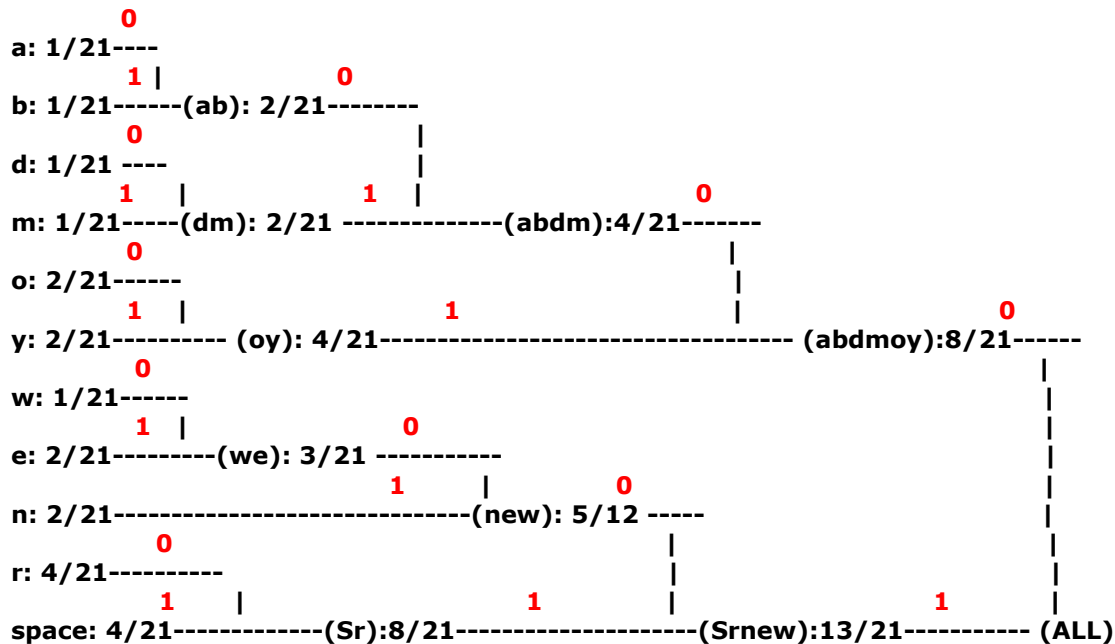 0
a: 1/21----
1 | 0
b: 1/21------(ab): 2/21--------
0 |
d: 1/21 ---- |
1 | 1 | 0
m: 1/21-----(dm): 2/21 --------------(abdm):4/21-------
0 |
o: 2/21------ |
1 | 1 | 0
y: 2/21---------- (oy): 4/21------------------------------------ (abdmoy):8/21------
0 |
w: 1/21------ |
1 | 0 |
e: 2/21---------(we): 3/21 ----------- |
1 | 0 |
n: 2/21-------------------------------(new): 5/12 ----- |
0 | |
r: 4/21---------- | |
1 | 1 | 1 |
space: 4/21-------------(Sr):8/21---------------------(Srnew):13/21----------- (ALL)